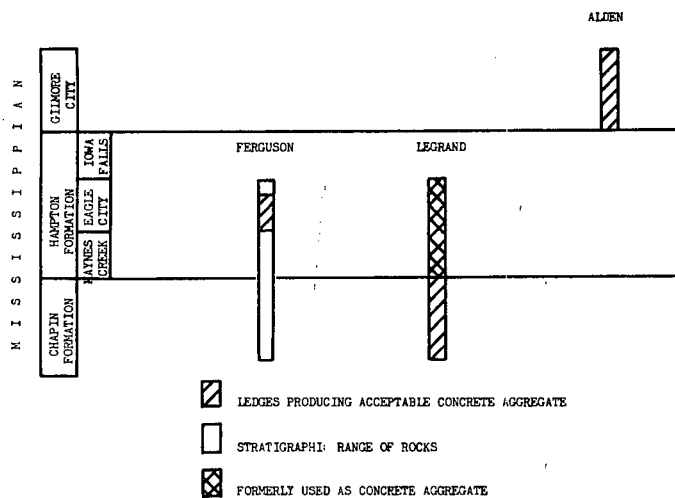 ALDEN
MISSISSIPPIAN
GILMORE
CITY
HAMPTON
FORMATION
IOWA
FALLS
EAGLE
CITY
HAYNES
CREEK
CHAPIN
FORMATION
FERGUSON
LEGRAND
LEDGES PRODUCING ACCEPTABLE CONCRETE AGGREGATE
STRATIGRAPHI: RANGE OF ROCKS
FORMERLY USED AS CONCRETE AGGREGATE